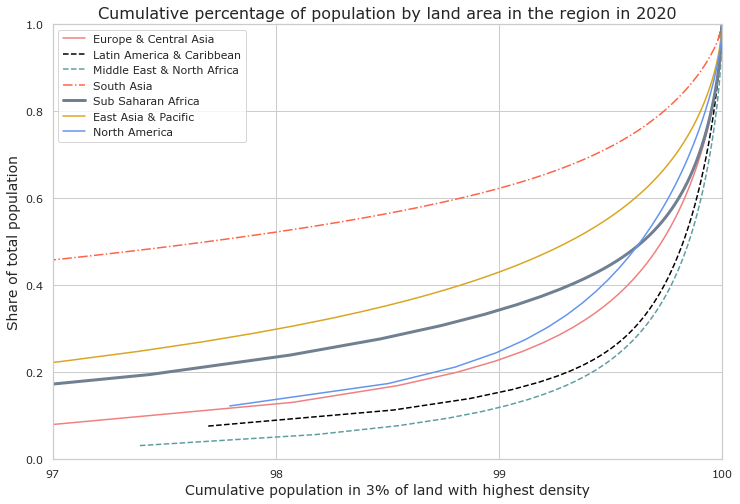 Cumulative percentage of population by land area in the region in 2020
1.0
Europe & Central Asia
Latin America & Caribbean
Middle East & North Africa
South Asia
Sub Saharan Africa
East Asia & Pacific
North America
0.8
0.6
0.4
0.2
0.0
Share of total population
97
98
99
100
Cumulative population in 3% of land with highest density